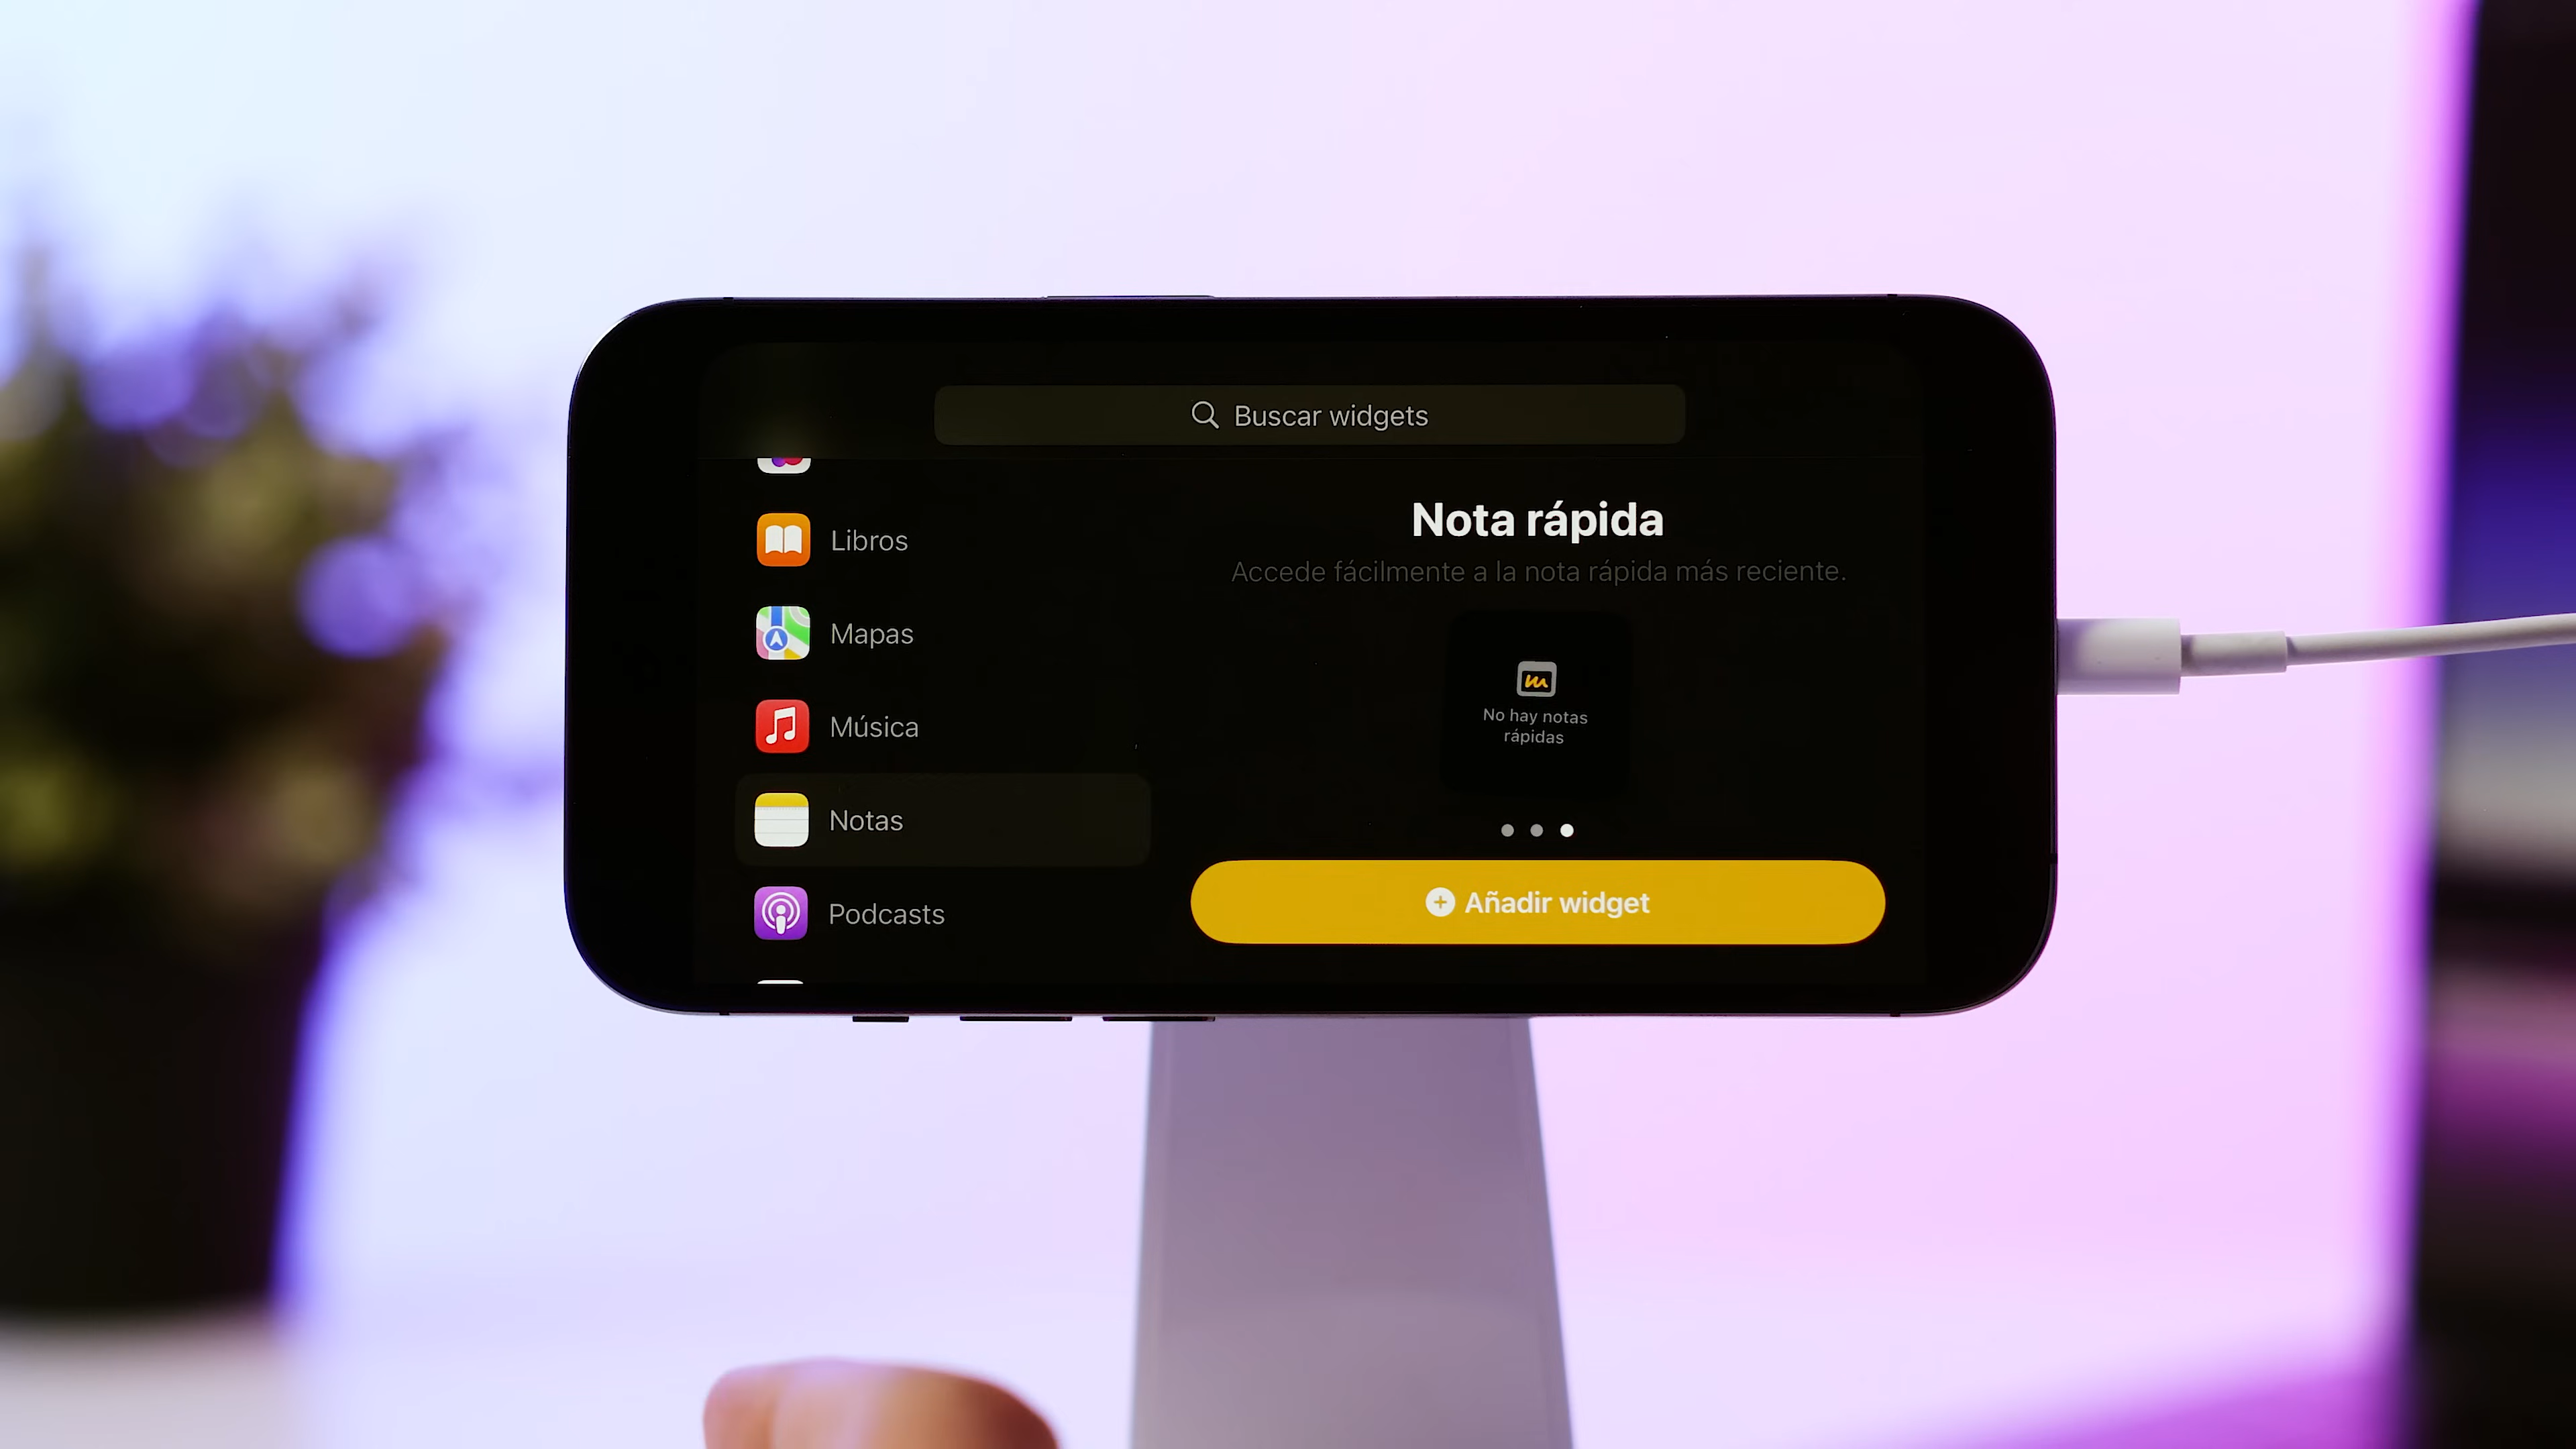 Buscar widgets
Libros
Mapas
Música
Notas
Podcasts
Nota rápida
Accede fácilmente a la nota rápida más reciente.
No hay notas
rápidas
Añadir widget